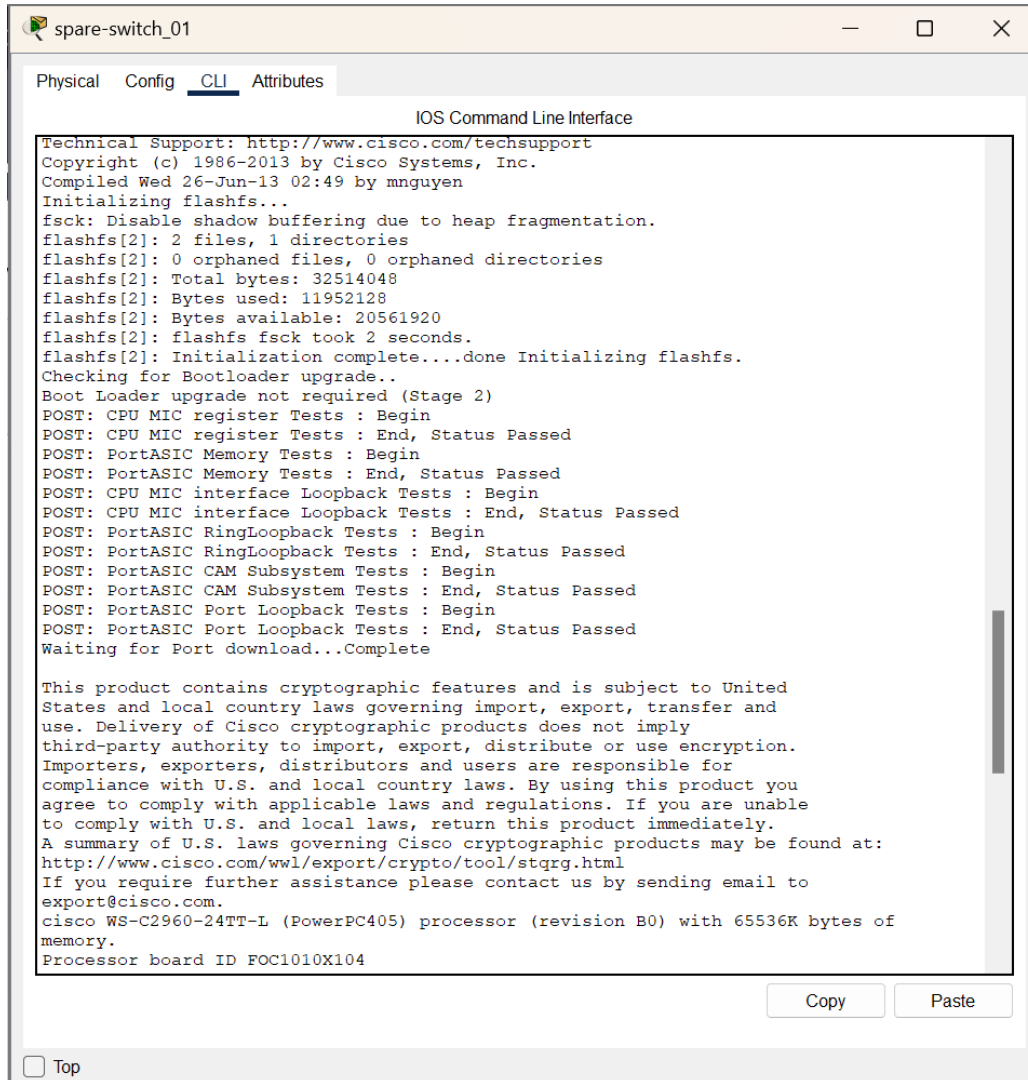 spare-switch_01
Physical Config CLI Attributes
IOS Command Line Interface
Technical Support: http://www.cisco.com/techsupport
Copyright (c) 1986-2013 by Cisco Systems, Inc.
Compiled Wed 26-Jun-13 02:49 by mnguyen
Initializing flashfs...
fsck: Disable shadow buffering due to heap fragmentation.
flashfs[2]: 2 files, 1 directories
flashfs[2]: 0 orphaned files, 0 orphaned directories
flashfs[2]: Total bytes: 32514048
flashfs[2]: Bytes used: 11952128
flashfs[2]: Bytes available: 20561920
flashfs[2]: flashfs fsck took 2 seconds.
flashfs[2]: Initialization complete....done Initializing flashfs.
Checking for Bootloader upgrade..
Boot Loader upgrade not required (Stage 2)
POST: CPU MIC register Tests : Begin
POST: CPU MIC register Tests : End, Status Passed
POST: PortASIC Memory Tests : Begin
POST: PortASIC Memory Tests : End, Status Passed
POST: CPU MIC interface Loopback Tests : Begin
POST: CPU MIC interface Loopback Tests : End, Status Passed
POST: PortASIC RingLoopback Tests : Begin
POST: PortASIC RingLoopback Tests : End, Status Passed
POST: PortASIC CAM Subsystem Tests : Begin
POST: PortASIC CAM Subsystem Tests : End, Status Passed
POST: PortASIC Port Loopback Tests : Begin
POST: PortASIC Port Loopback Tests : End, Status Passed
Waiting for Port download...Complete
This product contains cryptographic features and is subject to United
States and local country laws governing import, export, transfer and
use. Delivery of Cisco cryptographic products does not imply
third-party authority to import, export, distribute or use encryption.
Importers, exporters, distributors and users are responsible for
compliance with U.S. and local country laws. By using this product you
agree to comply with applicable laws and regulations. If you are unable
to comply with U.S. and local laws, return this product immediately.
A summary of U.S. laws governing Cisco cryptographic products may be found at:
http://www.cisco.com/wwl/export/crypto/tool/stqrg.html
If you require further assistance please contact us by sending email to
export@cisco.com.
cisco WS-C2960-24TT-L (PowerPC405) processor (revision B0) with 65536K bytes of
memory.
Processor board ID FOC1010X104
Copy Paste
Top